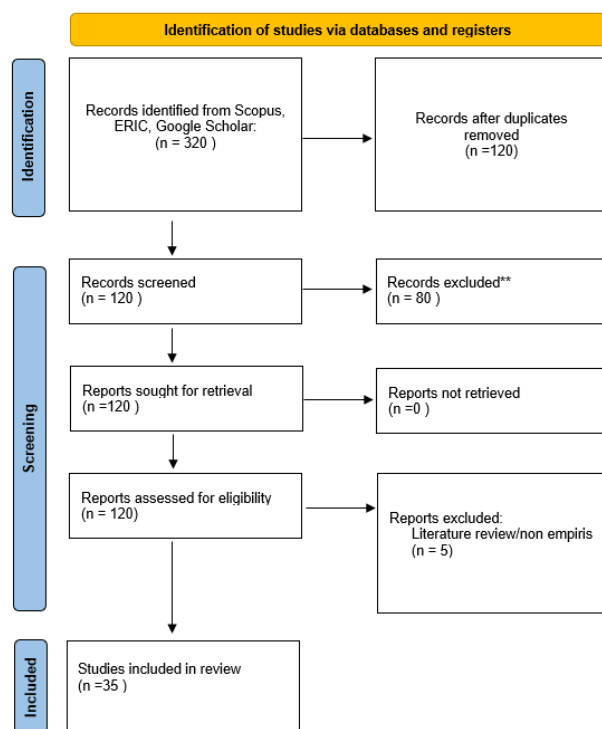 Identification of studies via databases and registers
Identification
Records identified from Scopus,
ERIC, Google Scholar:
(n = 320 )
Records after duplicates
removed
(n =120)
Screening
Records screened
(n = 120 )
Records excluded**
(n = 80 )
Reports sought for retrieval
(n =120 )
Reports not retrieved
(n =0 )
Reports assessed for eligibility
(n = 120)
Reports excluded:
Literature review/non empiris
(n = 5)
Included
Studies included in review
(n =35 )